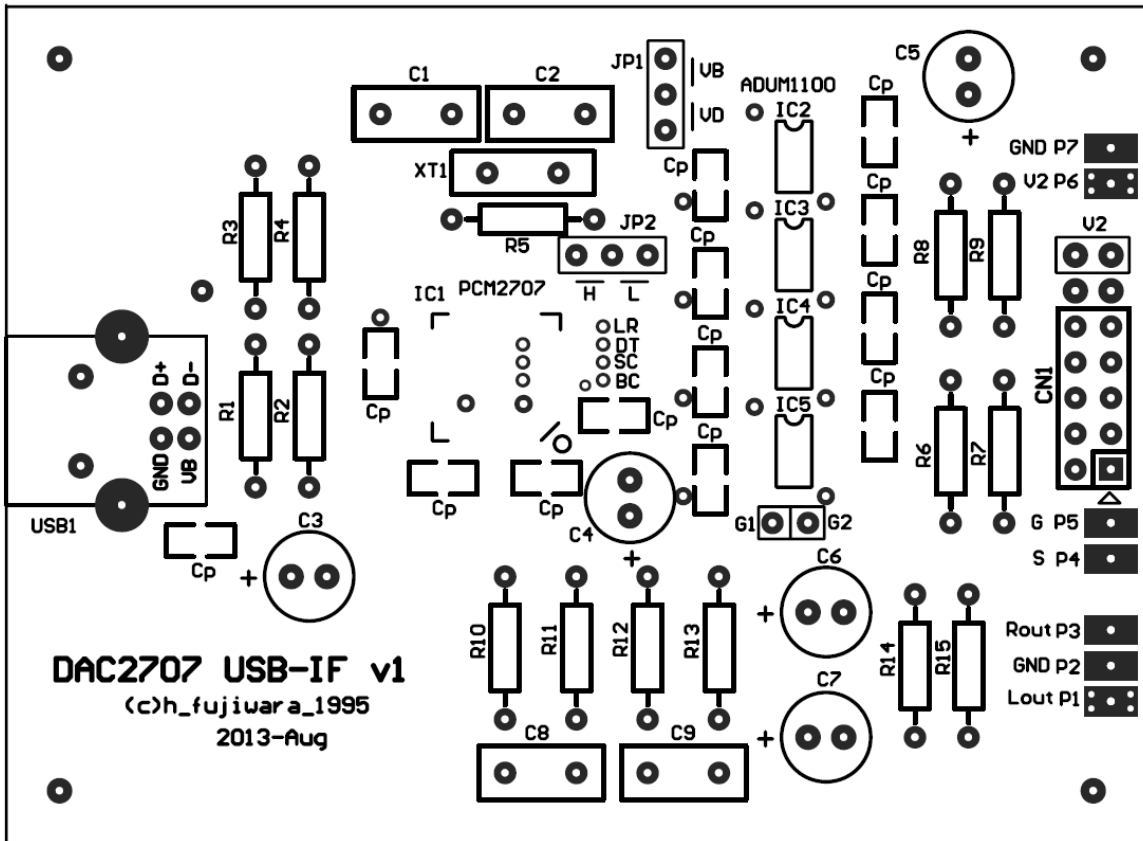 C5
C1
C2
JP1
VB
VD
ADUM1100
IC2
Cp
+
GND P7
V2 P6
XT1
Cp
Cp
R3
R4
R5
JP2
Cp
IC3
R8
R9
V2
H
L
IC1
PCM2707
LR
DT
SC
BC
IC4
Cp
Cp
CN1
D+
D-
GND
VB
R1
R2
Cp
Cp
IC5
Cp
Cp
R6
R7
Cp
Cp
USB1
Cp
C3
+
C4
+
G1
G2
G P5
S P4
C6
+
R10
R11
R12
R13
R14
R15
Rout P3
GND P2
Lout P1
DAC2707 USB-IF v1
(c)h_fujiwara_1995
2013-Aug
C7
+
C8
C9